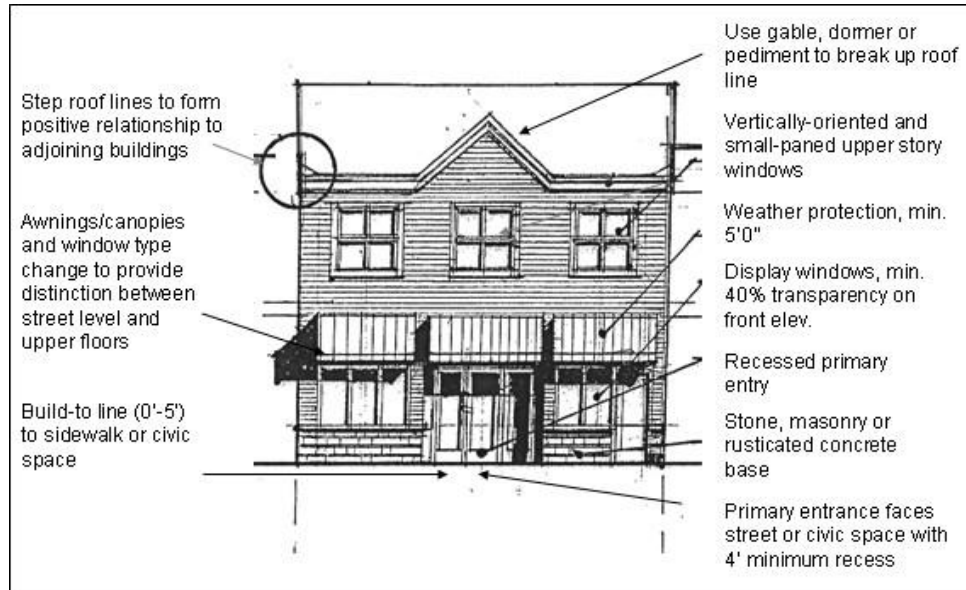 Step roof lines to form
positive relationship to
adjoining buildings
Awnings/canopies
and window type
change to provide
distinction between
street level and
upper floors
Build-to line (0'-5')
to sidewalk or civic
space
Use gable, dormer or
pediment to break up roof
line
Vertically-oriented and
small-paned upper story
windows
Weather protection, min.
5'0"
Display windows, min.
40% transparency on
front elev.
Recessed primary
entry
Stone, masonry or
rusticated concrete
base
Primary entrance faces
street or civic space with
4' minimum recess